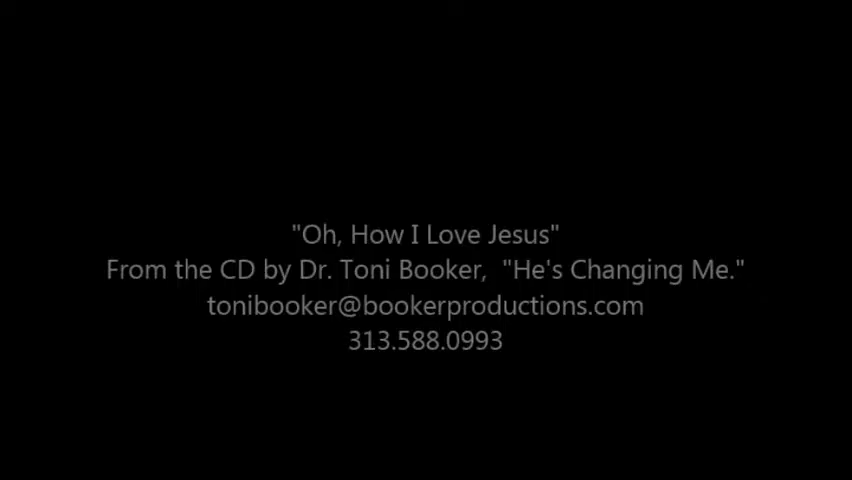 "Oh, How I Love Jesus"
From the CD by Dr. Toni Booker,  "He's Changing Me."
tonibooker@bookerproductions.com
313.588.0993